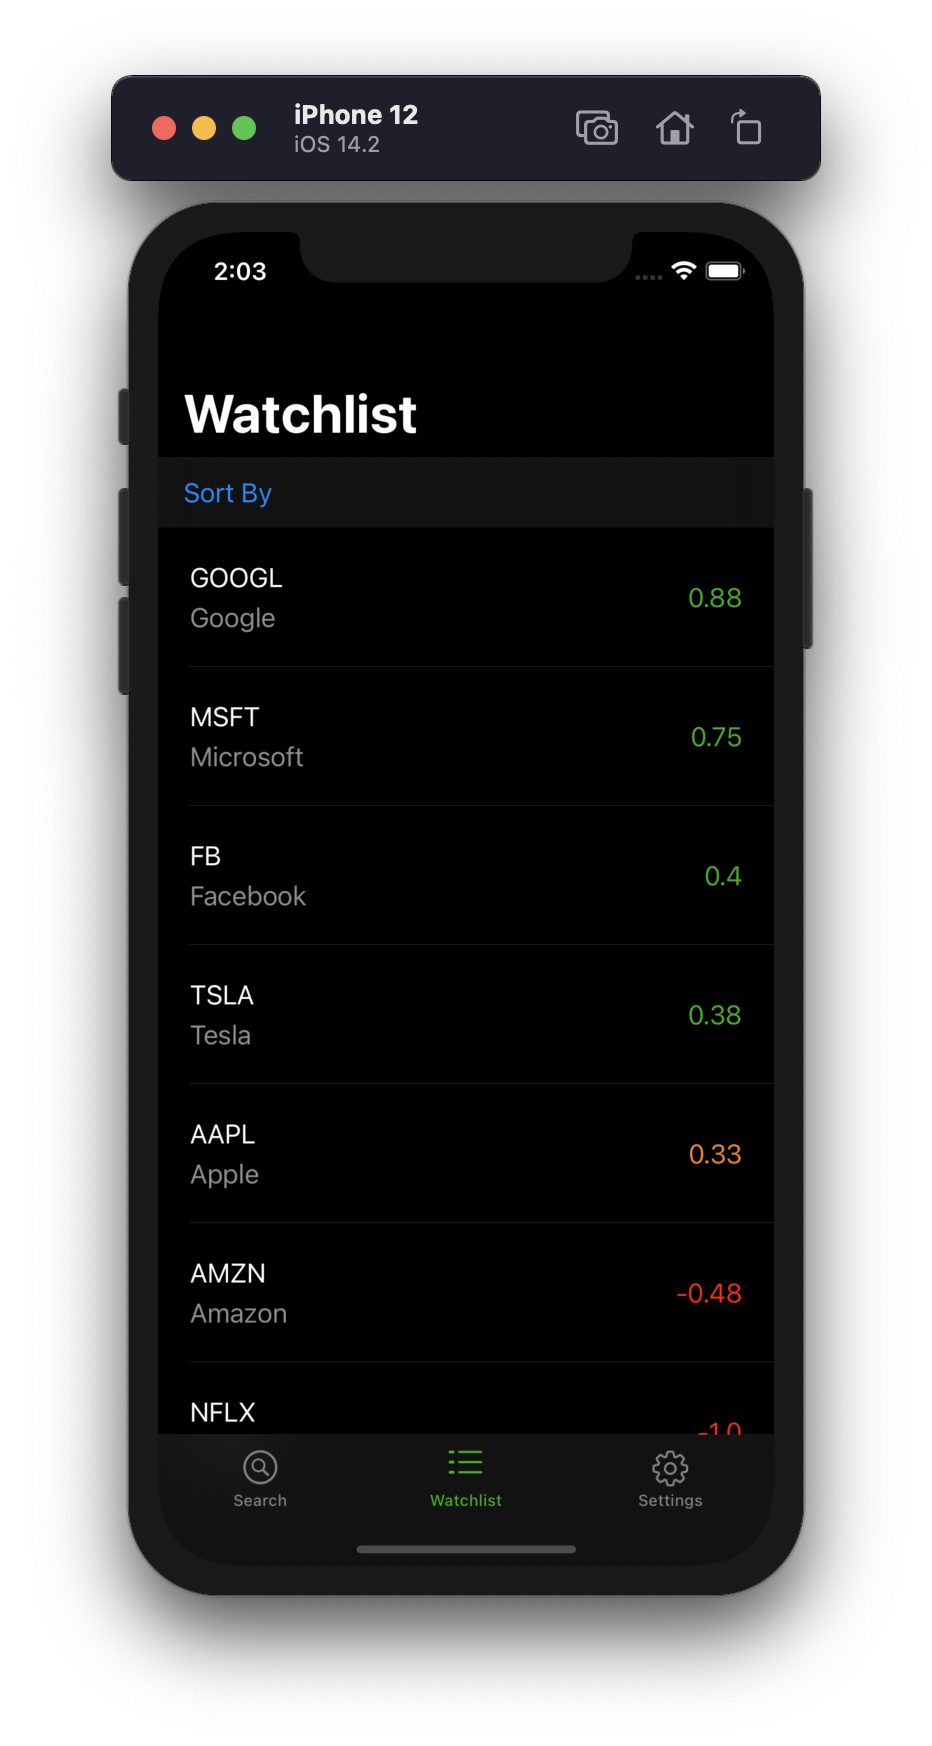 iPhone 12
iOS 14.2
2:03
Watchlist
Sort By
GOOGL
Google
0.88
MSFT
Microsoft
0.75
FB
Facebook
0.4
TSLA
Tesla
0.38
AAPL
Apple
0.33
AMZN
Amazon
-0.48
NFLX
-1.0
Search
Watchlist
Settings